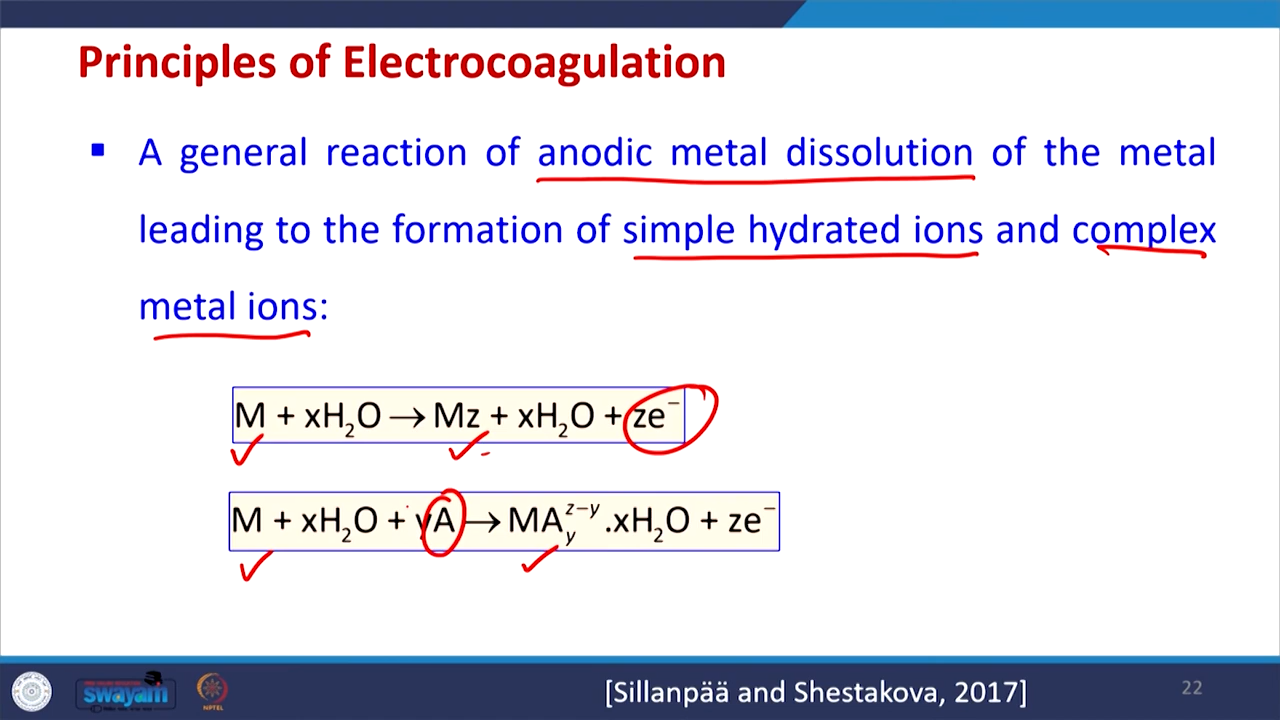 Principles of Electrocoagulation
▪ A general reaction of anodic metal dissolution of the metal
leading to the formation of simple hydrated ions and complex
metal ions:
M + xH₂O → Mz + xH₂O + ze⁻
M + xH₂O + yA → MA_y^{z−y}.xH₂O + ze⁻
swayam
NPTEL
[Sillanpää and Shestakova, 2017]
22